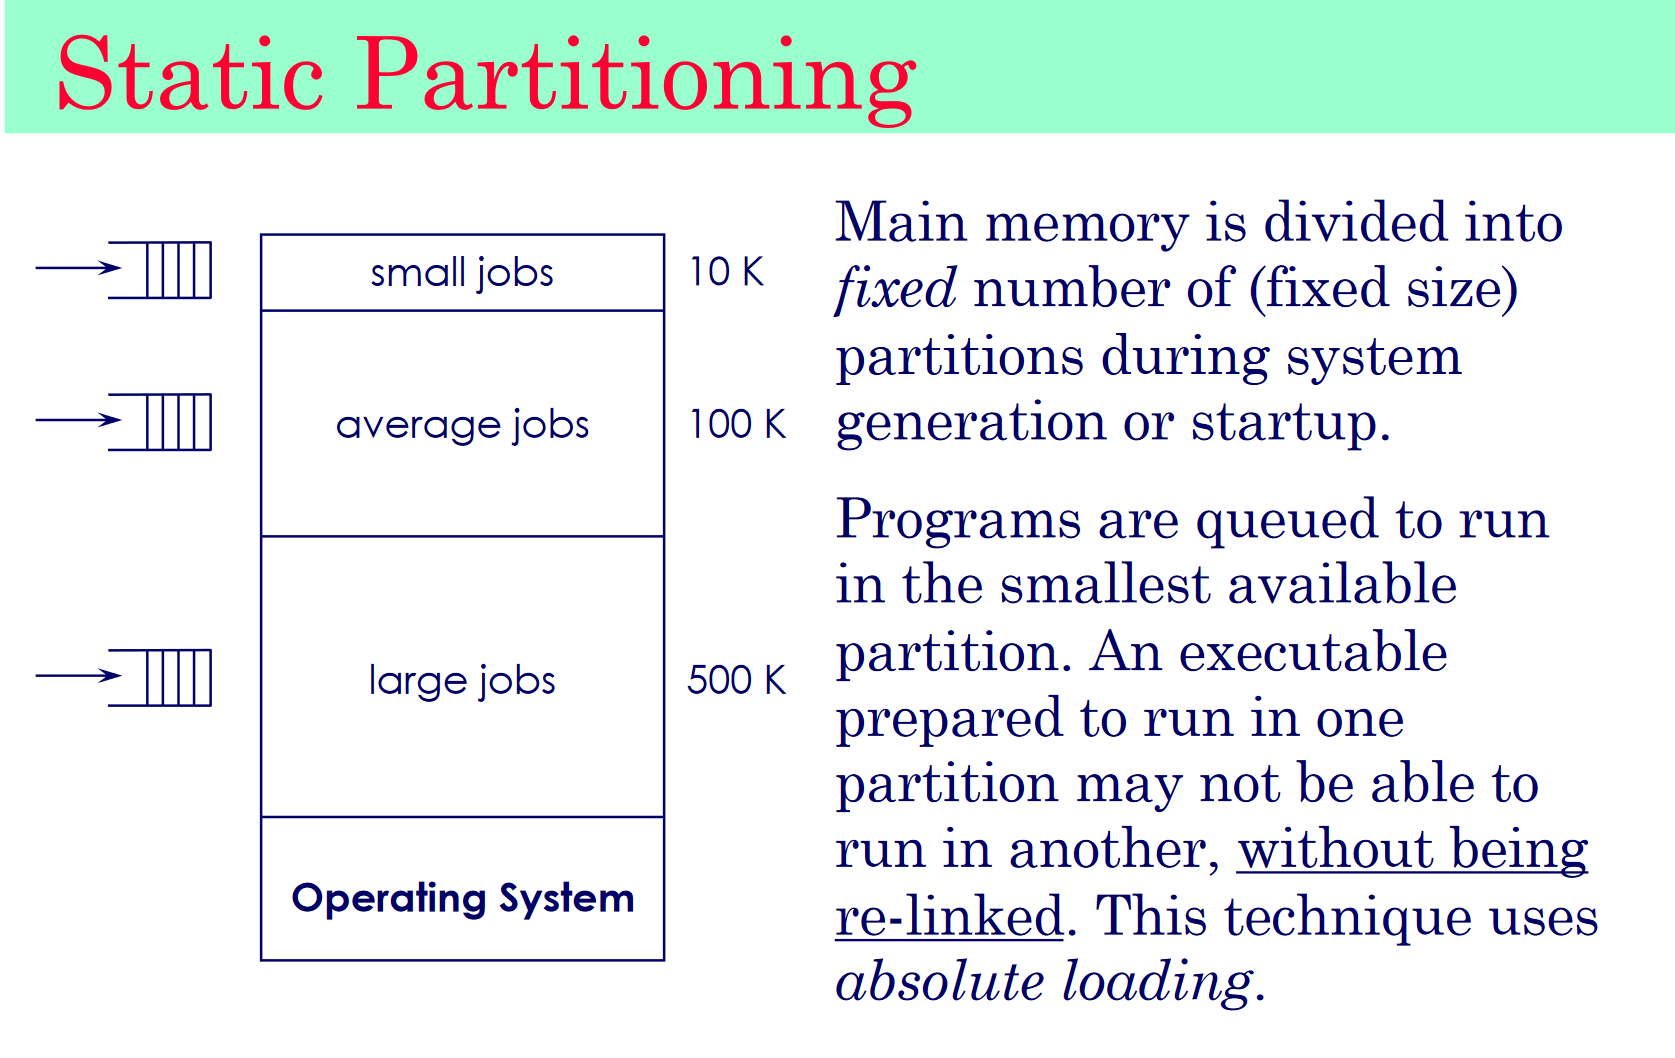 Static Partitioning
small jobs
10 K
average jobs
100 K
large jobs
500 K
Operating System
Main memory is divided into
fixed number of (fixed size)
partitions during system
generation or startup.
Programs are queued to run
in the smallest available
partition. An executable
prepared to run in one
partition may not be able to
run in another, without being
re-linked. This technique uses
absolute loading.